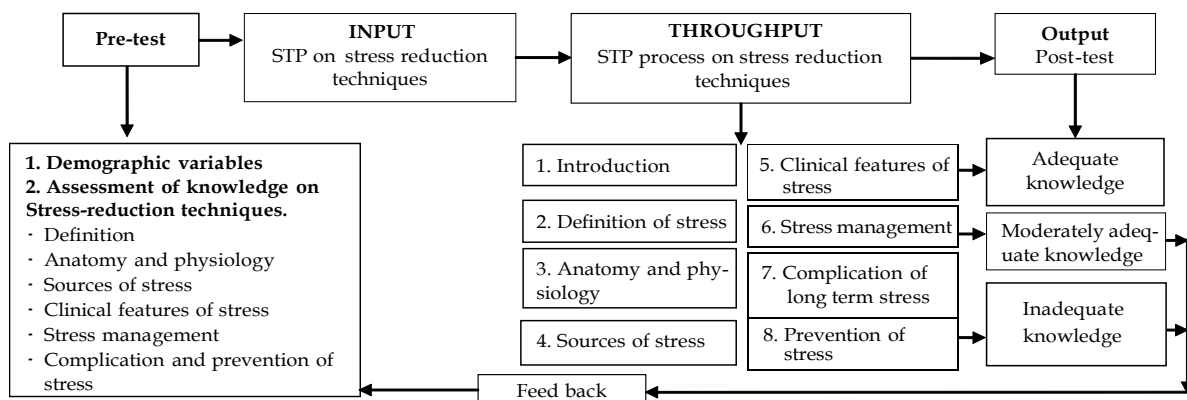 Pre-test
INPUT
STP on stress reduction
techniques
THROUGHPUT
STP process on stress reduction
techniques
Output
Post-test
1. Demographic variables
2. Assessment of knowledge on
Stress-reduction techniques.
- Definition
- Anatomy and physiology
- Sources of stress
- Clinical features of stress
- Stress management
- Complication and prevention of
stress
1. Introduction
2. Definition of stress
3. Anatomy and phy-
siology
4. Sources of stress
5. Clinical features of
stress
6. Stress management
7. Complication of
long term stress
8. Prevention of
stress
Adequate
knowledge
Moderately adeq-
uate knowledge
Inadequate
knowledge
Feed back